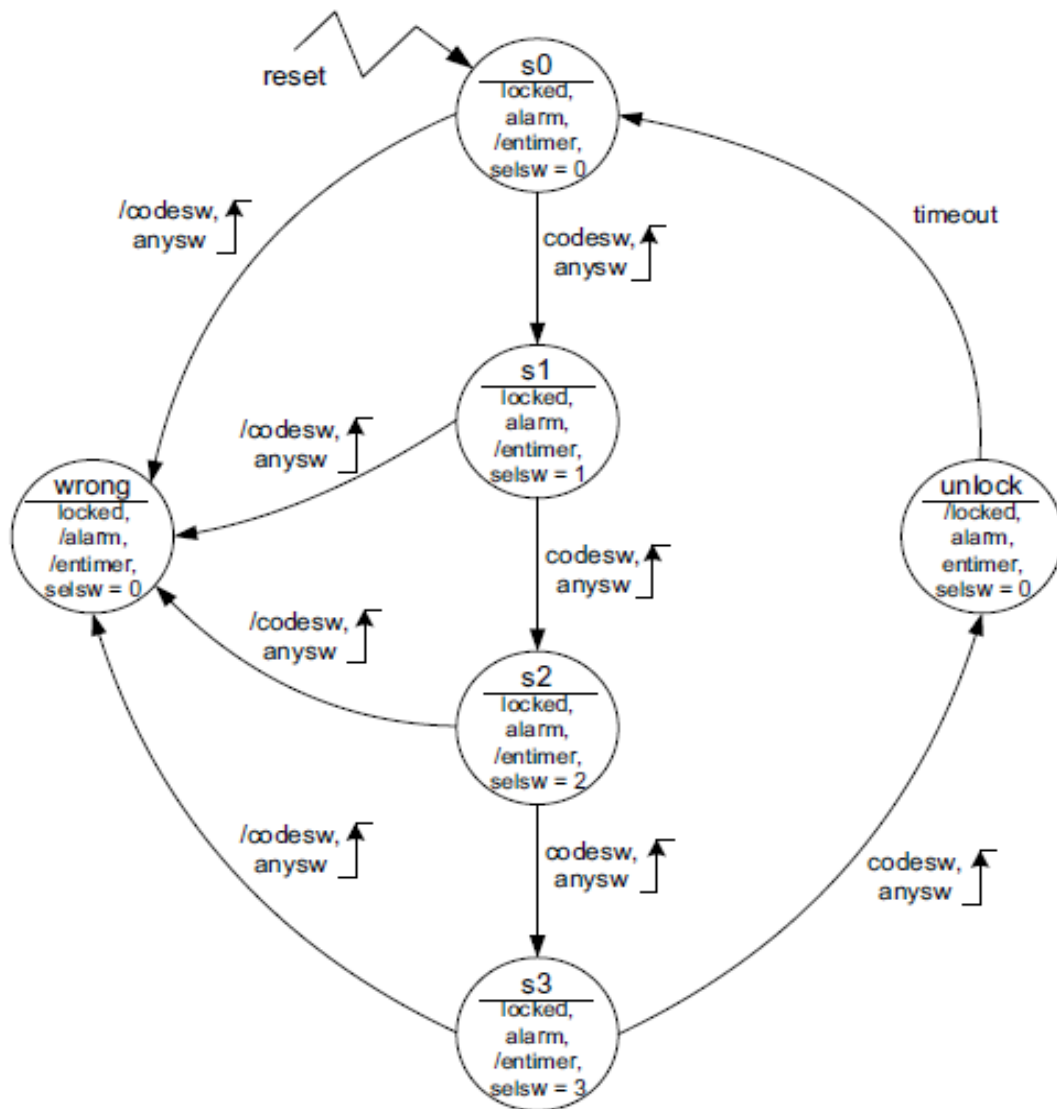 reset
s0
locked,
alarm,
/entimer,
selsw = 0
/codesw,
anysw
codesw,
anysw
timeout
s1
locked,
alarm,
/entimer,
selsw = 1
/codesw,
anysw
wrong
locked,
/alarm,
/entimer,
selsw = 0
unlock
/locked,
alarm,
entimer,
selsw = 0
codesw,
anysw
/codesw,
anysw
s2
locked,
alarm,
/entimer,
selsw = 2
/codesw,
anysw
codesw,
anysw
codesw,
anysw
s3
locked,
alarm,
/entimer,
selsw = 3